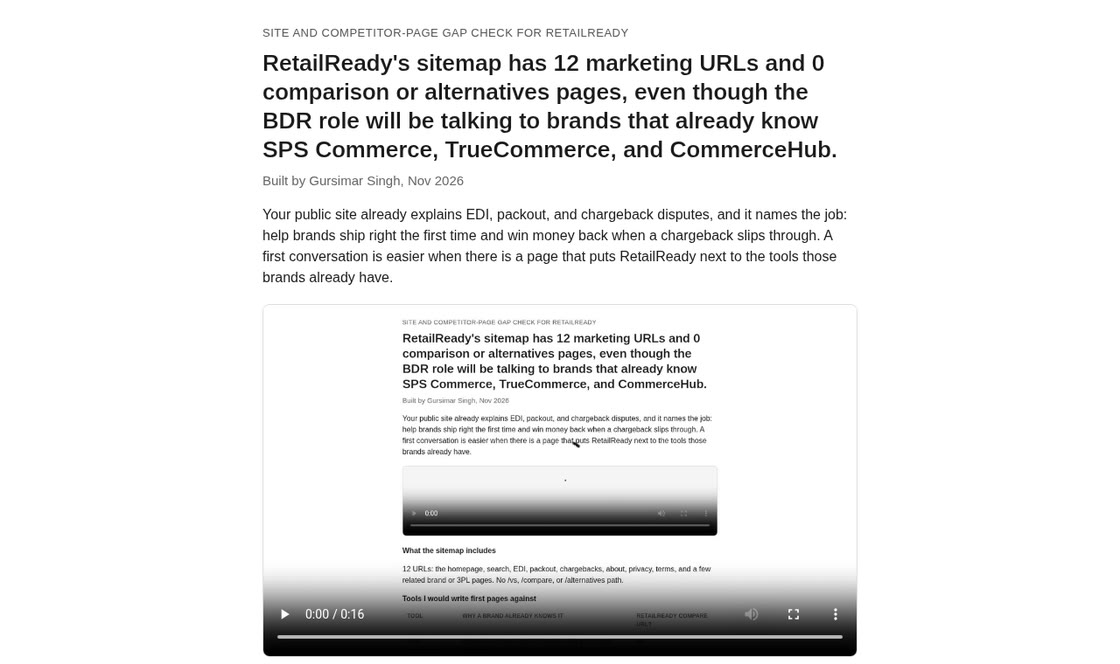 SITE AND COMPETITOR-PAGE GAP CHECK FOR RETAILREADY
RetailReady's sitemap has 12 marketing URLs and 0
comparison or alternatives pages, even though the
BDR role will be talking to brands that already know
SPS Commerce, TrueCommerce, and CommerceHub.
Built by Gursimar Singh, Nov 2026
Your public site already explains EDI, packout, and chargeback disputes, and it names the job:
help brands ship right the first time and win money back when a chargeback slips through. A
first conversation is easier when there is a page that puts RetailReady next to the tools those
brands already have.
SITE AND COMPETITOR-PAGE GAP CHECK FOR RETAILREADY
RetailReady's sitemap has 12 marketing URLs and 0
comparison or alternatives pages, even though the
BDR role will be talking to brands that already know
SPS Commerce, TrueCommerce, and CommerceHub.
Built by Gursimar Singh, Nov 2026
Your public site already explains EDI, packout, and chargeback disputes, and it names the job:
help brands ship right the first time and win money back when a chargeback slips through. A
first conversation is easier when there is a page that puts RetailReady next to the tools those
brands already have.
0:00
What the sitemap includes
12 URLs: the homepage, search, EDI, packout, chargebacks, about, privacy, terms, and a few
related brand or 3PL pages. No /vs, /compare, or /alternatives path.
Tools I would write first pages against
TOOL WHY A BRAND ALREADY KNOWS IT RETAILREADY COMPARE
URL?
0:00 / 0:16